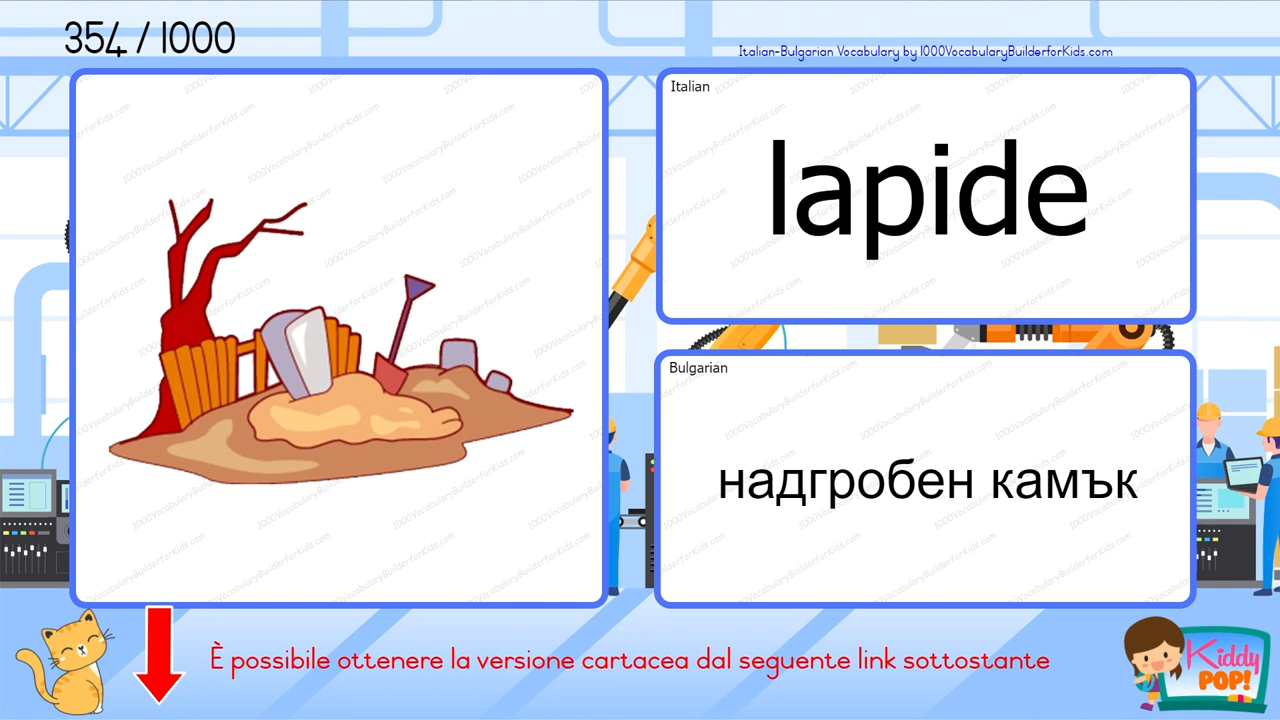 354 / 1000
Italian-Bulgarian Vocabulary by 1000VocabularyBuilderforKids.com
Italian
lapide
Bulgarian
надгробен камък
È possibile ottenere la versione cartacea dal seguente link sottostante
Kiddy
POP!